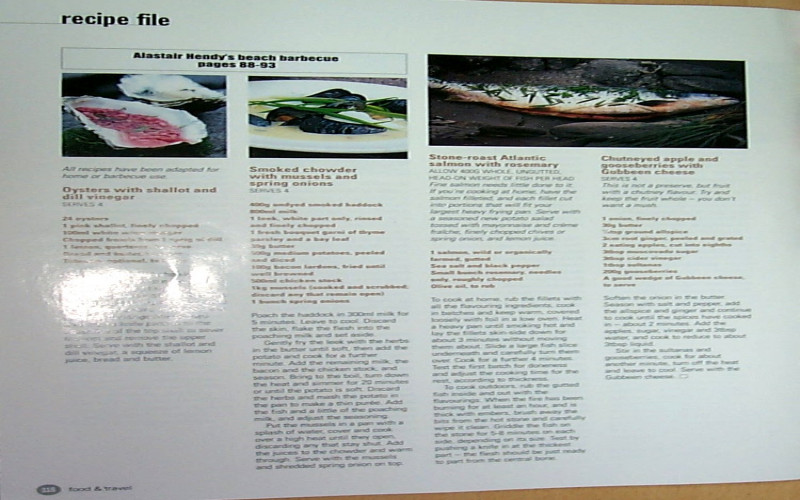 recipe file
Alastair Hendy's beach barbecue
pages 88-93
All recipes have been adapted for
home or barbecue use.
Oysters with shallot and
dill vinegar
SERVES 4
24 oysters
1 pink shallot, finely chopped
100ml white
Chopped fronds from 1 sprig of dill
1 lemon, quartered
Bread and butter,
to open and remove the upper
shell. Serve with the shallot and
dill vinegar, a squeeze of lemon
juice, bread and butter.
Smoked chowder
with mussels and
spring onions
SERVES 4
400g undyed smoked haddock
800ml milk
1 leek, white part only, rinsed
and finely chopped
1 fresh bouquet garni of thyme
parsley and a bay leaf
30g butter
500g medium potatoes, peeled
and diced
100g bacon lardons, fried until
well browned
500ml chicken stock
1kg mussels (cooked and scrubbed,
discard any that remain open)
1 bunch spring onions
Poach the haddock in 300ml milk for
5 minutes. Leave to cool. Discard
the skin, flake the flesh into the
poaching milk and set aside.
Gently fry the leek with the herbs
in the butter until soft, then add the
potato and cook for a further
minute. Add the remaining milk, the
bacon and the chicken stock, and
season. Bring to the boil, turn down
the heat and simmer for 20 minutes
or until the potato is soft. Discard
the herbs and mash the potato in
the pan to make a thin purée. Add
the fish and a little of the poaching
milk, and adjust the seasoning.
Put the mussels in a pan with a
splash of water, cover and cook
over a high heat until they open,
discarding any that stay shut. Add
the juices to the chowder and warm
through. Serve with the mussels
and shredded spring onion on top.
Stone-roast Atlantic
salmon with rosemary
ALLOW 400G WHOLE, UNGUTTED,
HEAD-ON WEIGHT OF FISH PER HEAD
Fine salmon needs little done to it.
If you're cooking at home, have the
salmon filleted, and each fillet cut
into portions that will fit your
largest heavy frying pan. Serve with
a seasoned new potato salad
tossed with mayonnaise and crème
fraîche, finely chopped chives or
spring onion, and lemon juice.
1 salmon, wild or organically
farmed, gutted
Sea salt and black pepper
Small bunch rosemary, needles
only, roughly chopped
Olive oil, to rub
To cook at home, rub the fillets with
all the flavouring ingredients, cook
in batches and keep warm, covered
loosely with foil in a low oven. Heat
a heavy pan until smoking hot and
lay the fillets skin-side down for
about 3 minutes without moving
them about. Slide a large fish slice
underneath and carefully turn them
over. Cook for a further 4 minutes.
Test the first batch for doneness
and adjust the cooking time for the
rest, according to thickness.
To cook outdoors, rub the gutted
fish inside and out with the
flavourings. When the fire has been
burning for at least an hour, and is
thick with embers, brush away the
bits from the hot stone and carefully
wipe it clean. Griddle the fish on
the stone for 5-8 minutes on each
side, depending on its size. Test by
pushing a knife in at the thickest
part – the flesh should be just ready
to part from the central bone.
Chutneyed apple and
gooseberries with
Gubbeen cheese
SERVES 4
This is not a preserve, but fruit
with a chutney flavour. Try and
keep the fruit whole – you don't
want a mush.
1 onion, finely chopped
30g butter
ground allspice
3cm root ginger, peeled and grated
2 eating apples, cut into eighths
30g muscovado sugar
3tbsp cider vinegar
1tbsp sultanas
200g gooseberries
A good wedge of Gubbeen cheese,
to serve
Soften the onion in the butter
Season with salt and pepper, add
the allspice and ginger and continue
to cook until the spices have cooked
in – about 2 minutes. Add the
apples, sugar, vinegar and 3tbsp
water, and cook to reduce to about
3tbsp liquid.
Stir in the sultanas and
gooseberries, cook for about
another minute, turn off the heat
and leave to cool. Serve with the
Gubbeen cheese.
food & travel